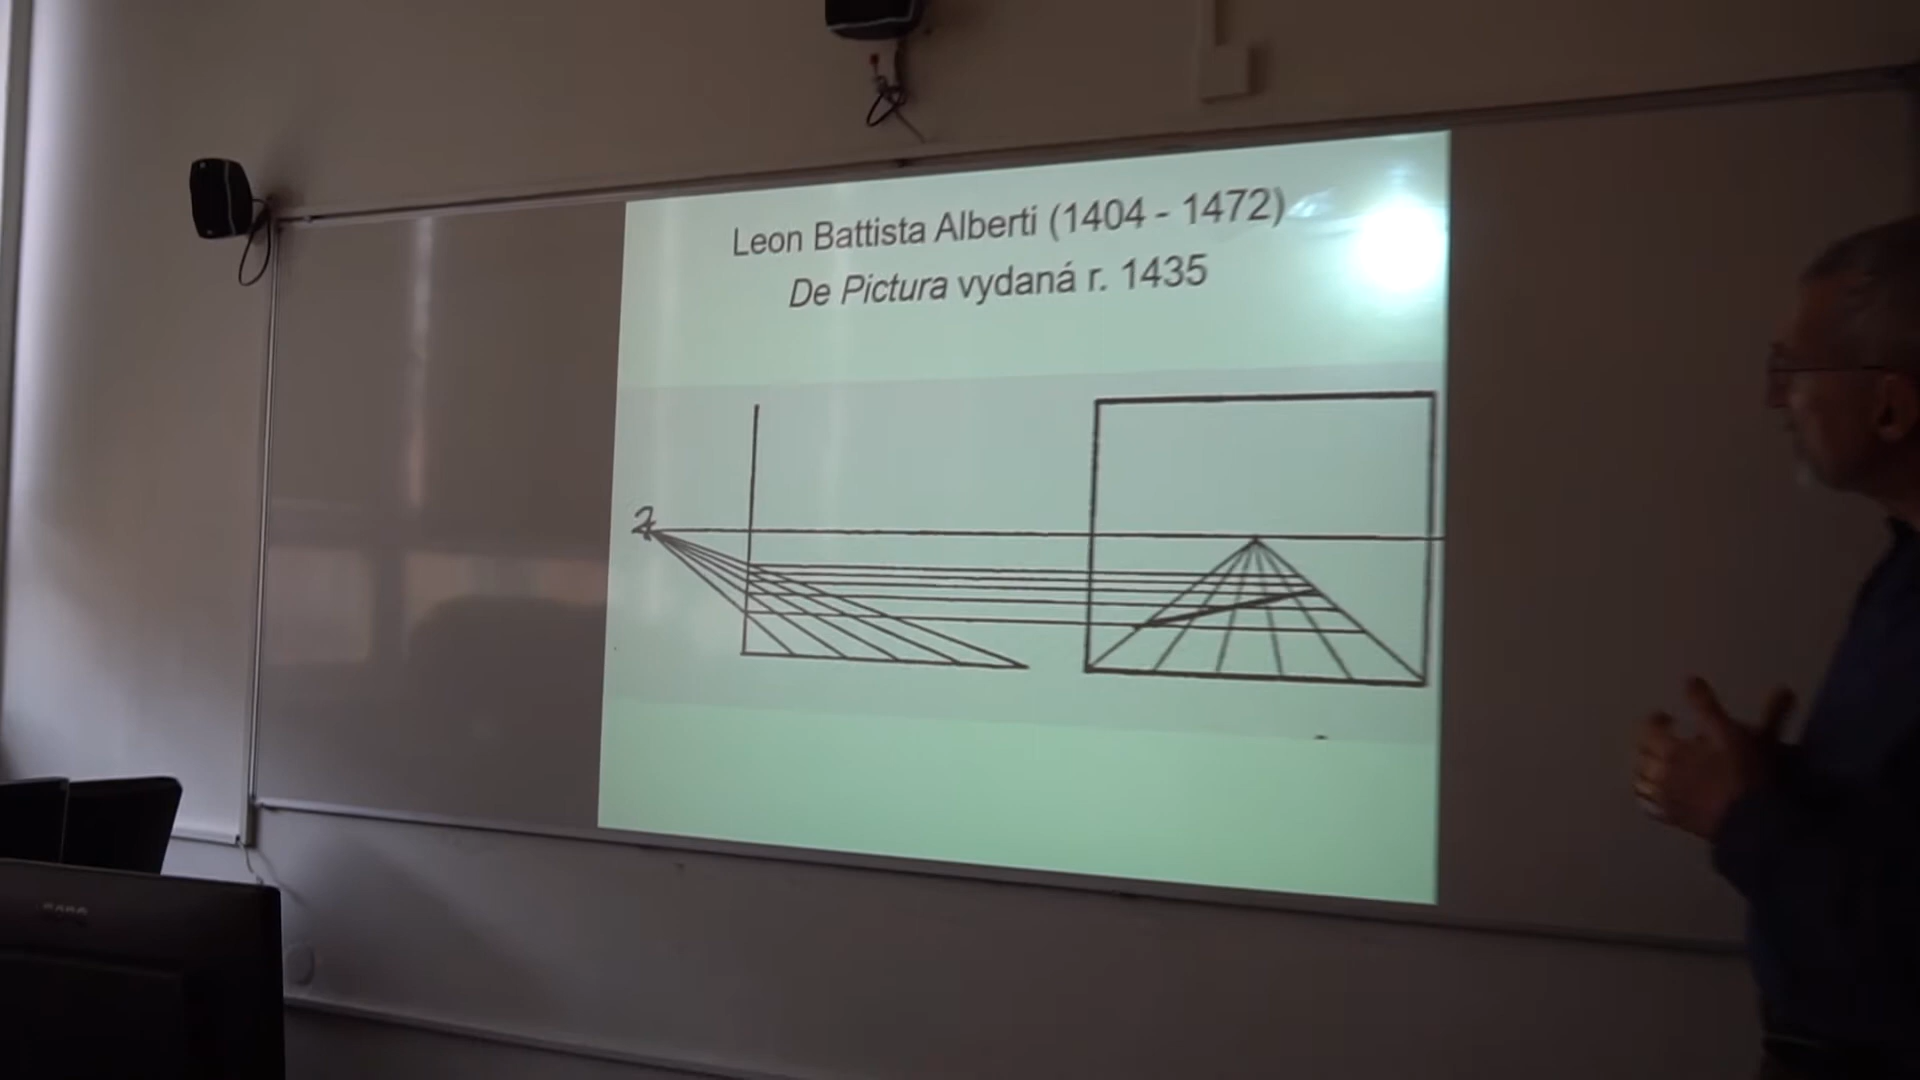 Leon Battista Alberti (1404 - 1472)
De Pictura vydaná r. 1435